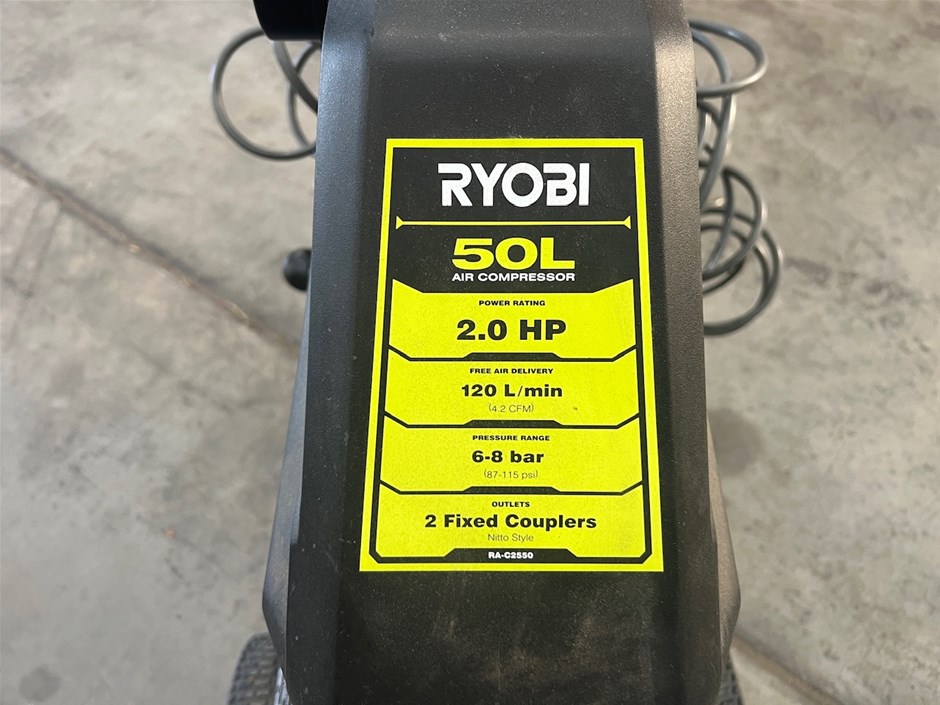 RYOBI
50L
AIR COMPRESSOR
POWER RATING
2.0 HP
FREE AIR DELIVERY
120 L/min
(4.2 CFM)
PRESSURE RANGE
6-8 bar
(87-115 psi)
OUTLETS
2 Fixed Couplers
Nitto Style
RA-C2550